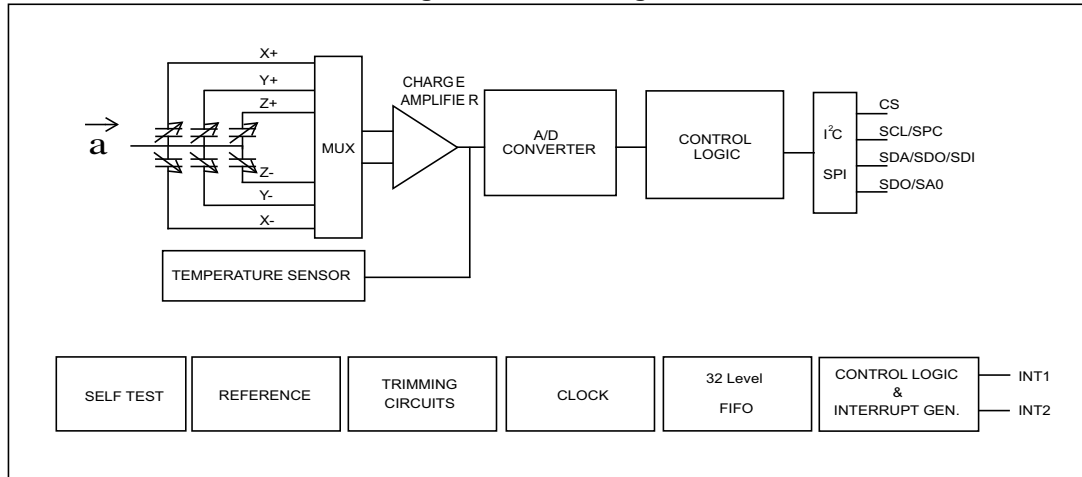 X+
Y+
Z+
a
Z-
Y-
X-
MUX
CHARGE
AMPLIFIER
A/D
CONVERTER
CONTROL
LOGIC
I²C
SPI
CS
SCL/SPC
SDA/SDO/SDI
SDO/SA0
TEMPERATURE SENSOR
SELF TEST
REFERENCE
TRIMMING
CIRCUITS
CLOCK
32 Level
FIFO
CONTROL LOGIC
&
INTERRUPT GEN.
INT1
INT2